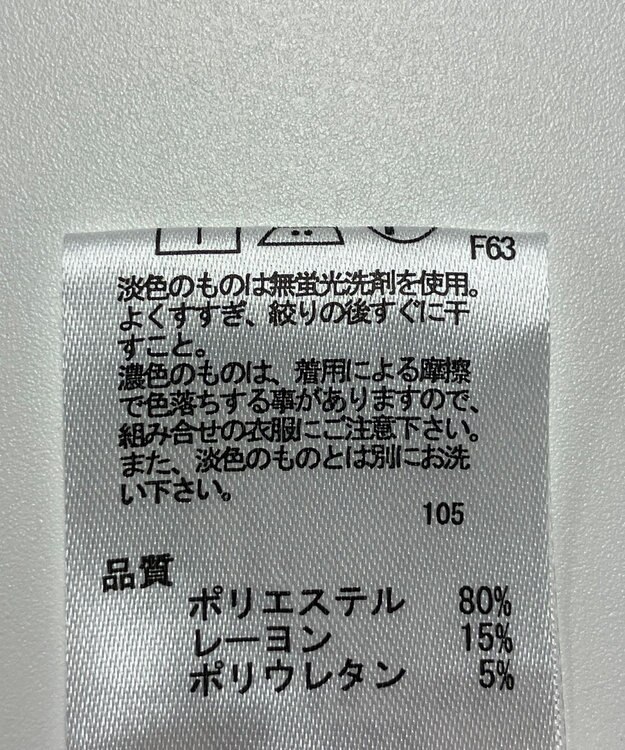 F63
淡色のものは無蛍光洗剤を使用。
よくすすぎ、絞りの後すぐに干
すこと。
濃色のものは、着用による摩擦
で色落ちする事がありますので、
組み合せの衣服にご注意下さい。
また、淡色のものとは別にお洗
い下さい。
105
品質
ポリエステル 80%
レーヨン 15%
ポリウレタン 5%